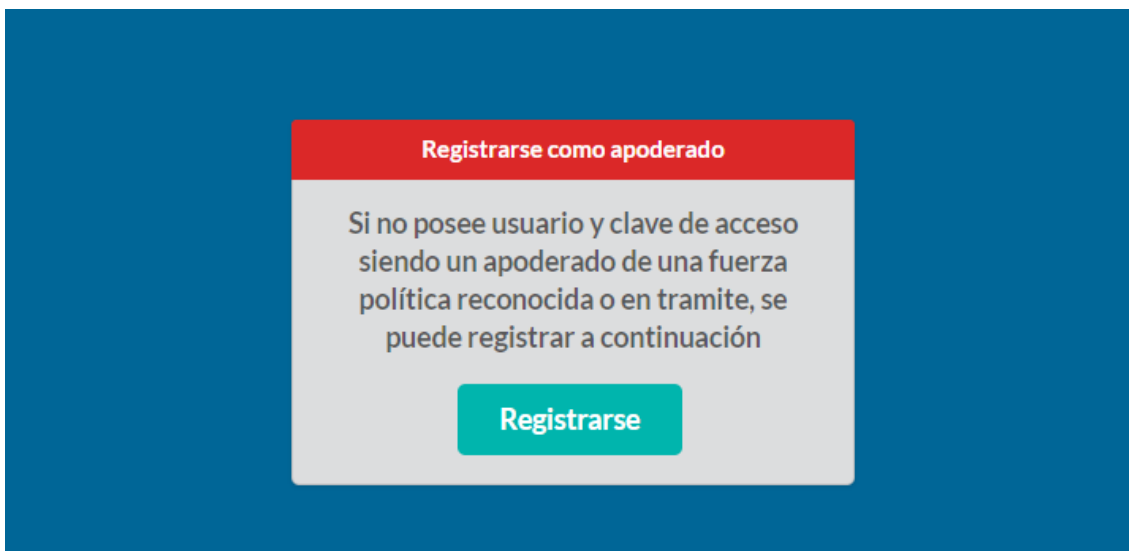 Registrarse como apoderado
Si no posee usuario y clave de acceso
siendo un apoderado de una fuerza
política reconocida o en tramite, se
puede registrar a continuación
Registrarse